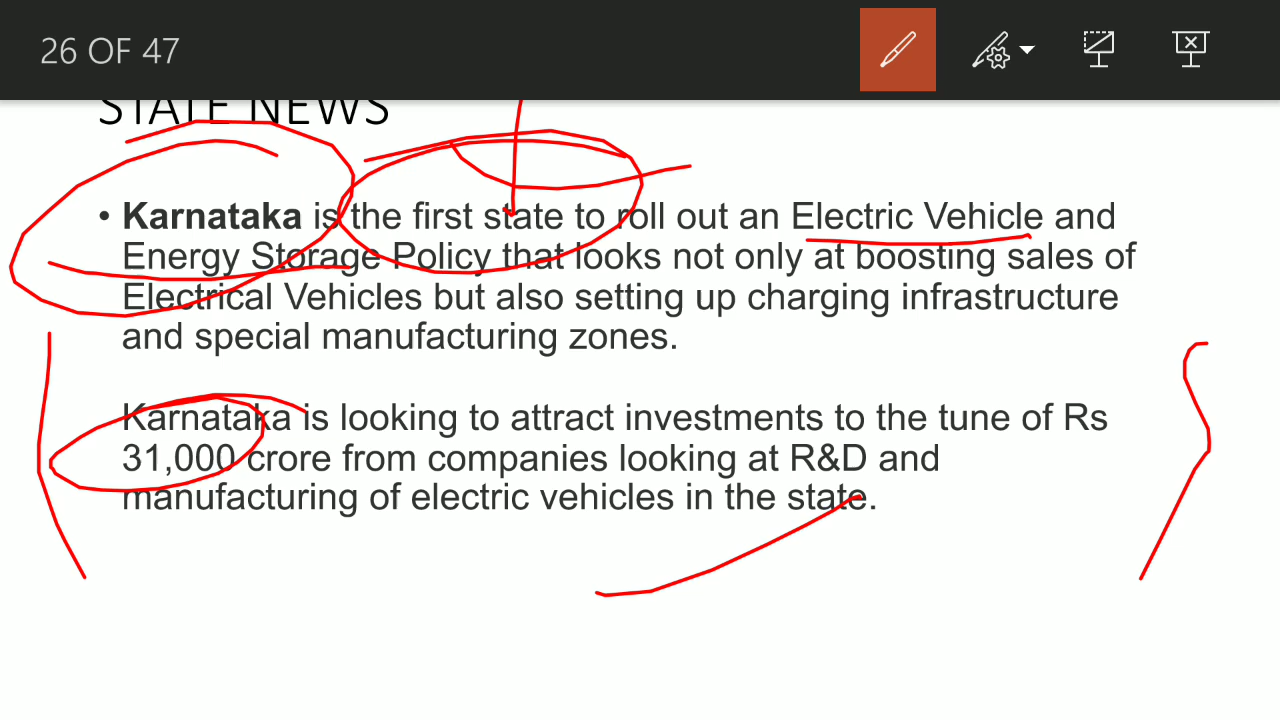 26 OF 47
STATE NEWS
• Karnataka is the first state to roll out an Electric Vehicle and
Energy Storage Policy that looks not only at boosting sales of
Electrical Vehicles but also setting up charging infrastructure
and special manufacturing zones.
Karnataka is looking to attract investments to the tune of Rs
31,000 crore from companies looking at R&D and
manufacturing of electric vehicles in the state.